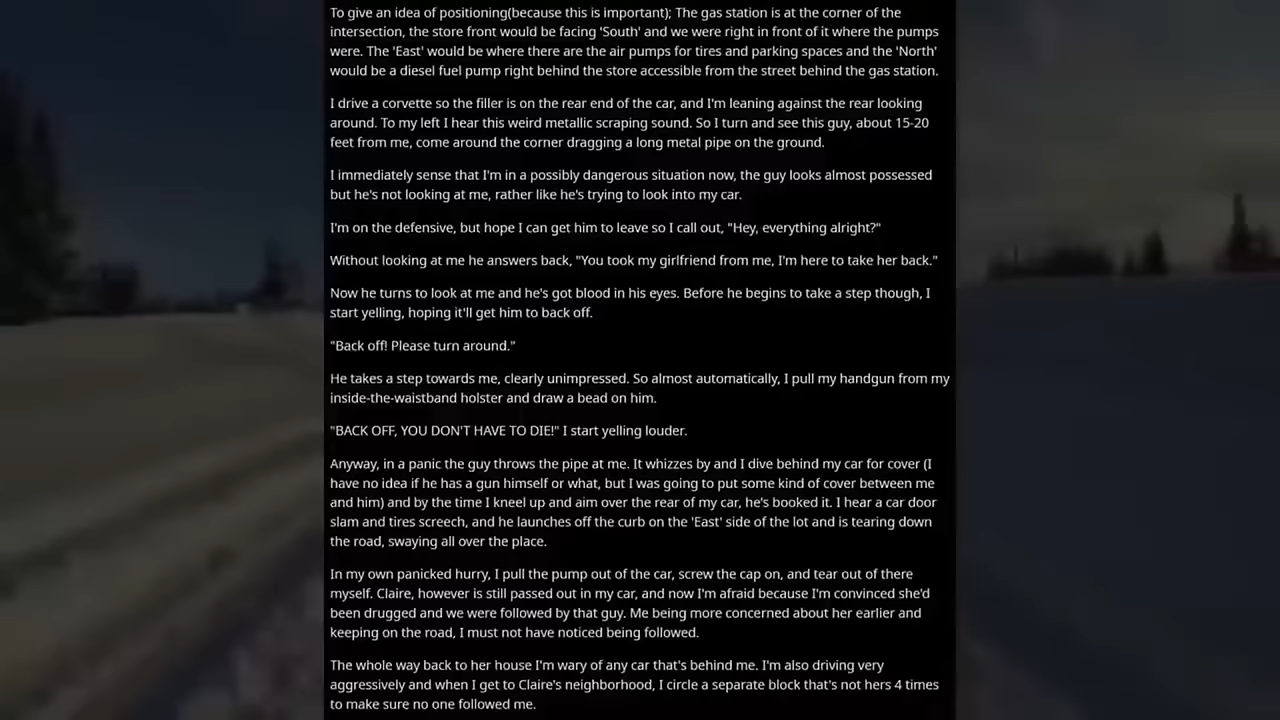 To give an idea of positioning(because this is important); The gas station is at the corner of the
intersection, the store front would be facing 'South' and we were right in front of it where the pumps
were. The 'East' would be where there are the air pumps for tires and parking spaces and the 'North'
would be a diesel fuel pump right behind the store accessible from the street behind the gas station.
I drive a corvette so the filler is on the rear end of the car, and I'm leaning against the rear looking
around. To my left I hear this weird metallic scraping sound. So I turn and see this guy, about 15-20
feet from me, come around the corner dragging a long metal pipe on the ground.
I immediately sense that I'm in a possibly dangerous situation now, the guy looks almost possessed
but he's not looking at me, rather like he's trying to look into my car.
I'm on the defensive, but hope I can get him to leave so I call out, "Hey, everything alright?"
Without looking at me he answers back, "You took my girlfriend from me, I'm here to take her back."
Now he turns to look at me and he's got blood in his eyes. Before he begins to take a step though, I
start yelling, hoping it'll get him to back off.
"Back off! Please turn around."
He takes a step towards me, clearly unimpressed. So almost automatically, I pull my handgun from my
inside-the-waistband holster and draw a bead on him.
"BACK OFF, YOU DON'T HAVE TO DIE!" I start yelling louder.
Anyway, in a panic the guy throws the pipe at me. It whizzes by and I dive behind my car for cover (I
have no idea if he has a gun himself or what, but I was going to put some kind of cover between me
and him) and by the time I kneel up and aim over the rear of my car, he's booked it. I hear a car door
slam and tires screech, and he launches off the curb on the 'East' side of the lot and is tearing down
the road, swaying all over the place.
In my own panicked hurry, I pull the pump out of the car, screw the cap on, and tear out of there
myself. Claire, however is still passed out in my car, and now I'm afraid because I'm convinced she'd
been drugged and we were followed by that guy. Me being more concerned about her earlier and
keeping on the road, I must not have noticed being followed.
The whole way back to her house I'm wary of any car that's behind me. I'm also driving very
aggressively and when I get to Claire's neighborhood, I circle a separate block that's not hers 4 times
to make sure no one followed me.